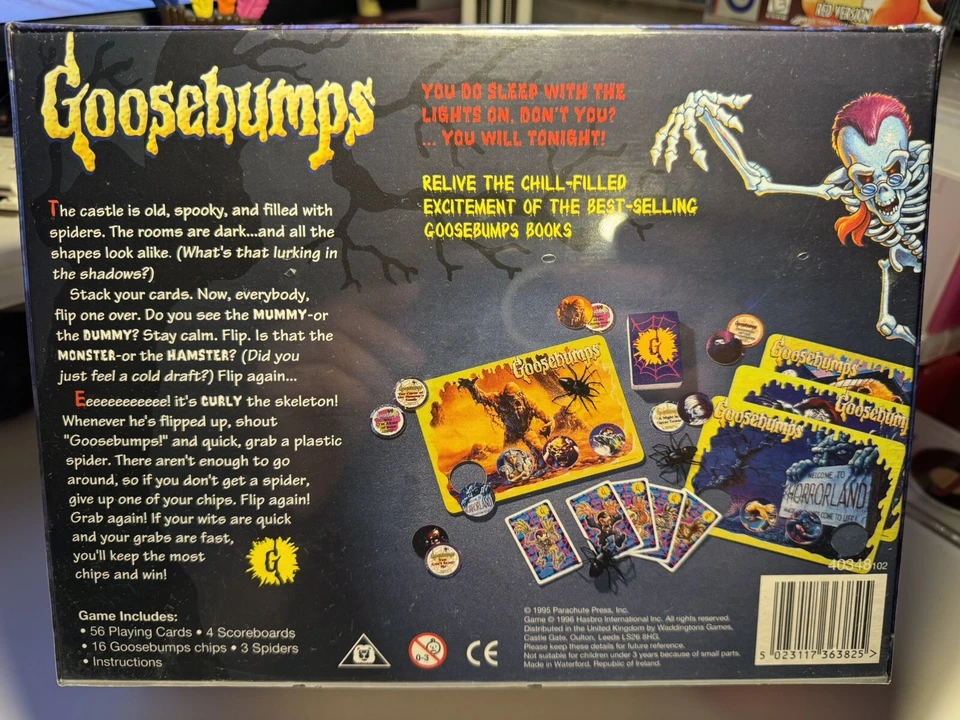 RED VERSION
Goosebumps
YOU DO SLEEP WITH THE
LIGHTS ON, DON'T YOU?
... YOU WILL TONIGHT!
RELIVE THE CHILL-FILLED
EXCITEMENT OF THE BEST-SELLING
GOOSEBUMPS BOOKS
The castle is old, spooky, and filled with
spiders. The rooms are dark...and all the
shapes look alike. (What's that lurking in
the shadows?)
Stack your cards. Now, everybody,
flip one over. Do you see the MUMMY-or
the DUMMY? Stay calm. Flip. Is that the
MONSTER-or the HAMSTER? (Did you
just feel a cold draft?) Flip again...
Eeeeeeeeeeee! it's CURLY the skeleton!
Whenever he's flipped up, shout
"Goosebumps!" and quick, grab a plastic
spider. There aren't enough to go
around, so if you don't get a spider,
give up one of your chips. Flip again!
Grab again! If your wits are quick
and your grabs are fast,
you'll keep the most
chips and win!
G
Game Includes:
• 56 Playing Cards • 4 Scoreboards
• 16 Goosebumps chips • 3 Spiders
• Instructions
Goosebumps
G
Goosebumps
Goosebum
Goosebumps
WELCOME TO
HORRORLAND
0-3
CE
© 1995 Parachute Press, Inc.
Game © 1996 Hasbro International Inc. All rights reserved.
Distributed in the United Kingdom by Waddingtons Games,
Castle Gate, Oulton, Leeds LS26 8HG.
Please keep these details for future reference.
Not suitable for children under 3 years because of small parts.
Made in Waterford, Republic of Ireland.
40348102
5 023117 363825 >